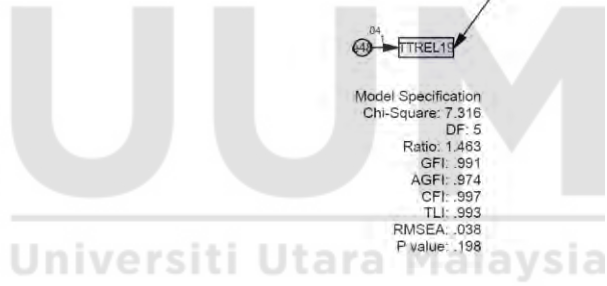 UUM
.04
1
TTREL19
Model Specification
Chi-Square: 7.316
DF: 5
Ratio: 1.463
GFI: .991
AGFI: .974
CFI: .997
TLI: .993
RMSEA: .038
P value: .198
Universiti Utara Malaysia